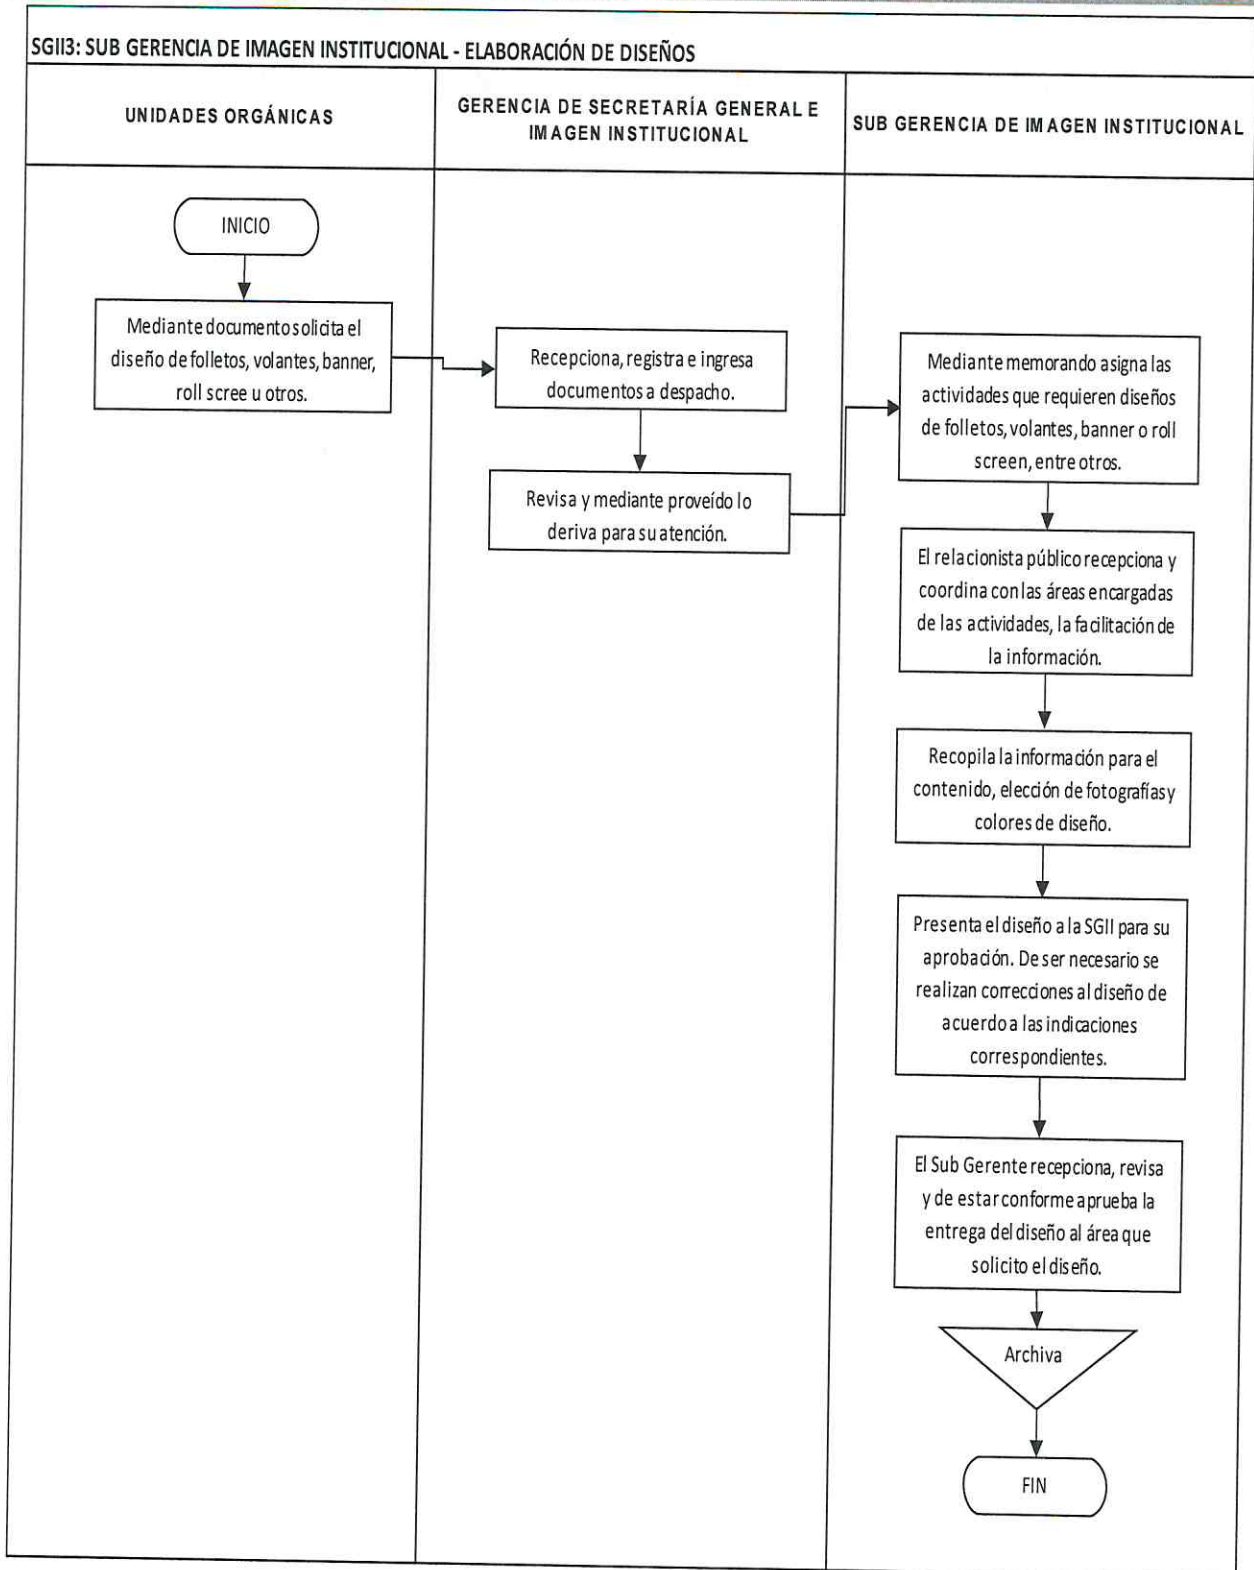 SGII3: SUB GERENCIA DE IMAGEN INSTITUCIONAL - ELABORACIÓN DE DISEÑOS
UNIDADES ORGÁNICAS
GERENCIA DE SECRETARÍA GENERAL E
IMAGEN INSTITUCIONAL
SUB GERENCIA DE IMAGEN INSTITUCIONAL
INICIO
Mediante documento solicita el
diseño de folletos, volantes, banner,
roll scree u otros.
Recepciona, registra e ingresa
documentos a despacho.
Revisa y mediante proveído lo
deriva para su atención.
Mediante memorando asigna las
actividades que requieren diseños
de folletos, volantes, banner o roll
screen, entre otros.
El relacionista público recepciona y
coordina con las áreas encargadas
de las actividades, la facilitación de
la información.
Recopila la información para el
contenido, elección de fotografías y
colores de diseño.
Presenta el diseño a la SGII para su
aprobación. De ser necesario se
realizan correcciones al diseño de
acuerdo a las indicaciones
correspondientes.
El Sub Gerente recepciona, revisa
y de estar conforme aprueba la
entrega del diseño al área que
solicito el diseño.
Archiva
FIN